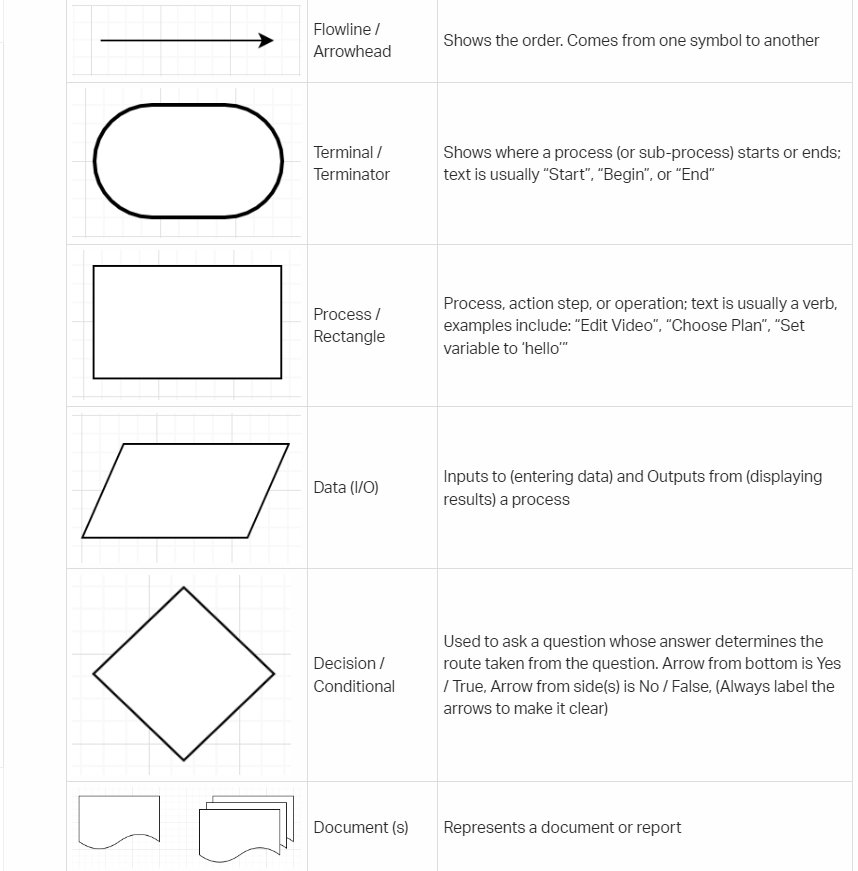 Flowline /
Arrowhead
Shows the order. Comes from one symbol to another
Terminal /
Terminator
Shows where a process (or sub-process) starts or ends;
text is usually “Start”, “Begin”, or “End”
Process /
Rectangle
Process, action step, or operation; text is usually a verb,
examples include: “Edit Video”, “Choose Plan”, “Set
variable to ‘hello’”
Data (I/O)
Inputs to (entering data) and Outputs from (displaying
results) a process
Decision /
Conditional
Used to ask a question whose answer determines the
route taken from the question. Arrow from bottom is Yes
/ True, Arrow from side(s) is No / False, (Always label the
arrows to make it clear)
Document (s)
Represents a document or report